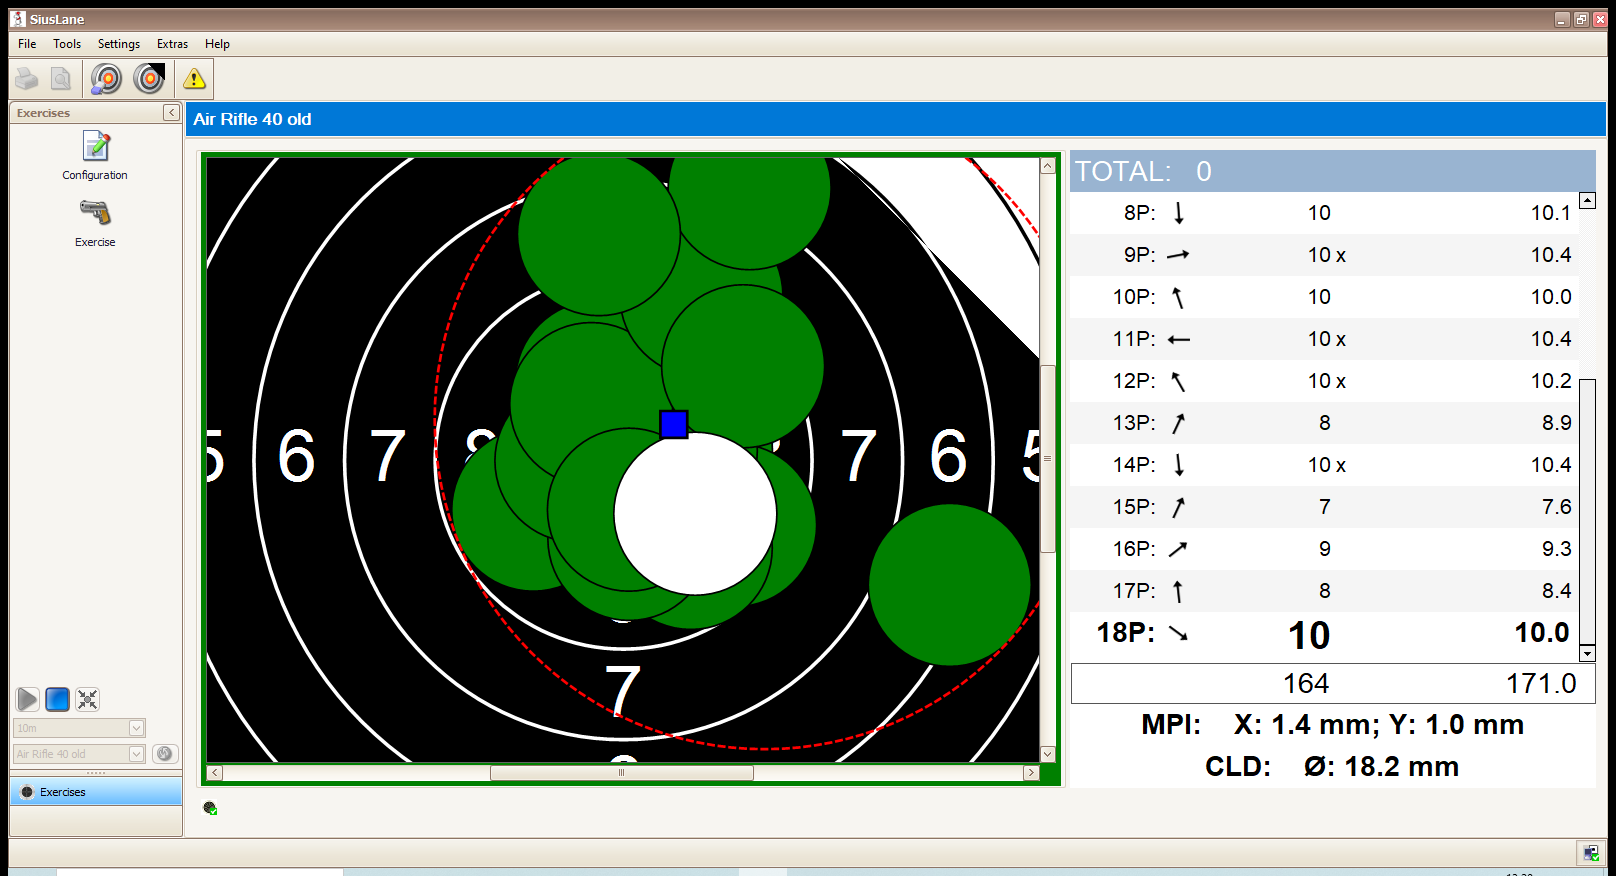 SiusLane
File Tools Settings Extras Help
Exercises
Configuration
Exercise
10m
Air Rifle 40 old
Exercises
Air Rifle 40 old
5 6 7 8 7 6 5
7
TOTAL: 0
8P: 10 10.1
9P: 10 x 10.4
10P: 10 10.0
11P: 10 x 10.4
12P: 10 x 10.2
13P: 8 8.9
14P: 10 x 10.4
15P: 7 7.6
16P: 9 9.3
17P: 8 8.4
18P: 10 10.0
164 171.0
MPI: X: 1.4 mm; Y: 1.0 mm
CLD: Ø: 18.2 mm